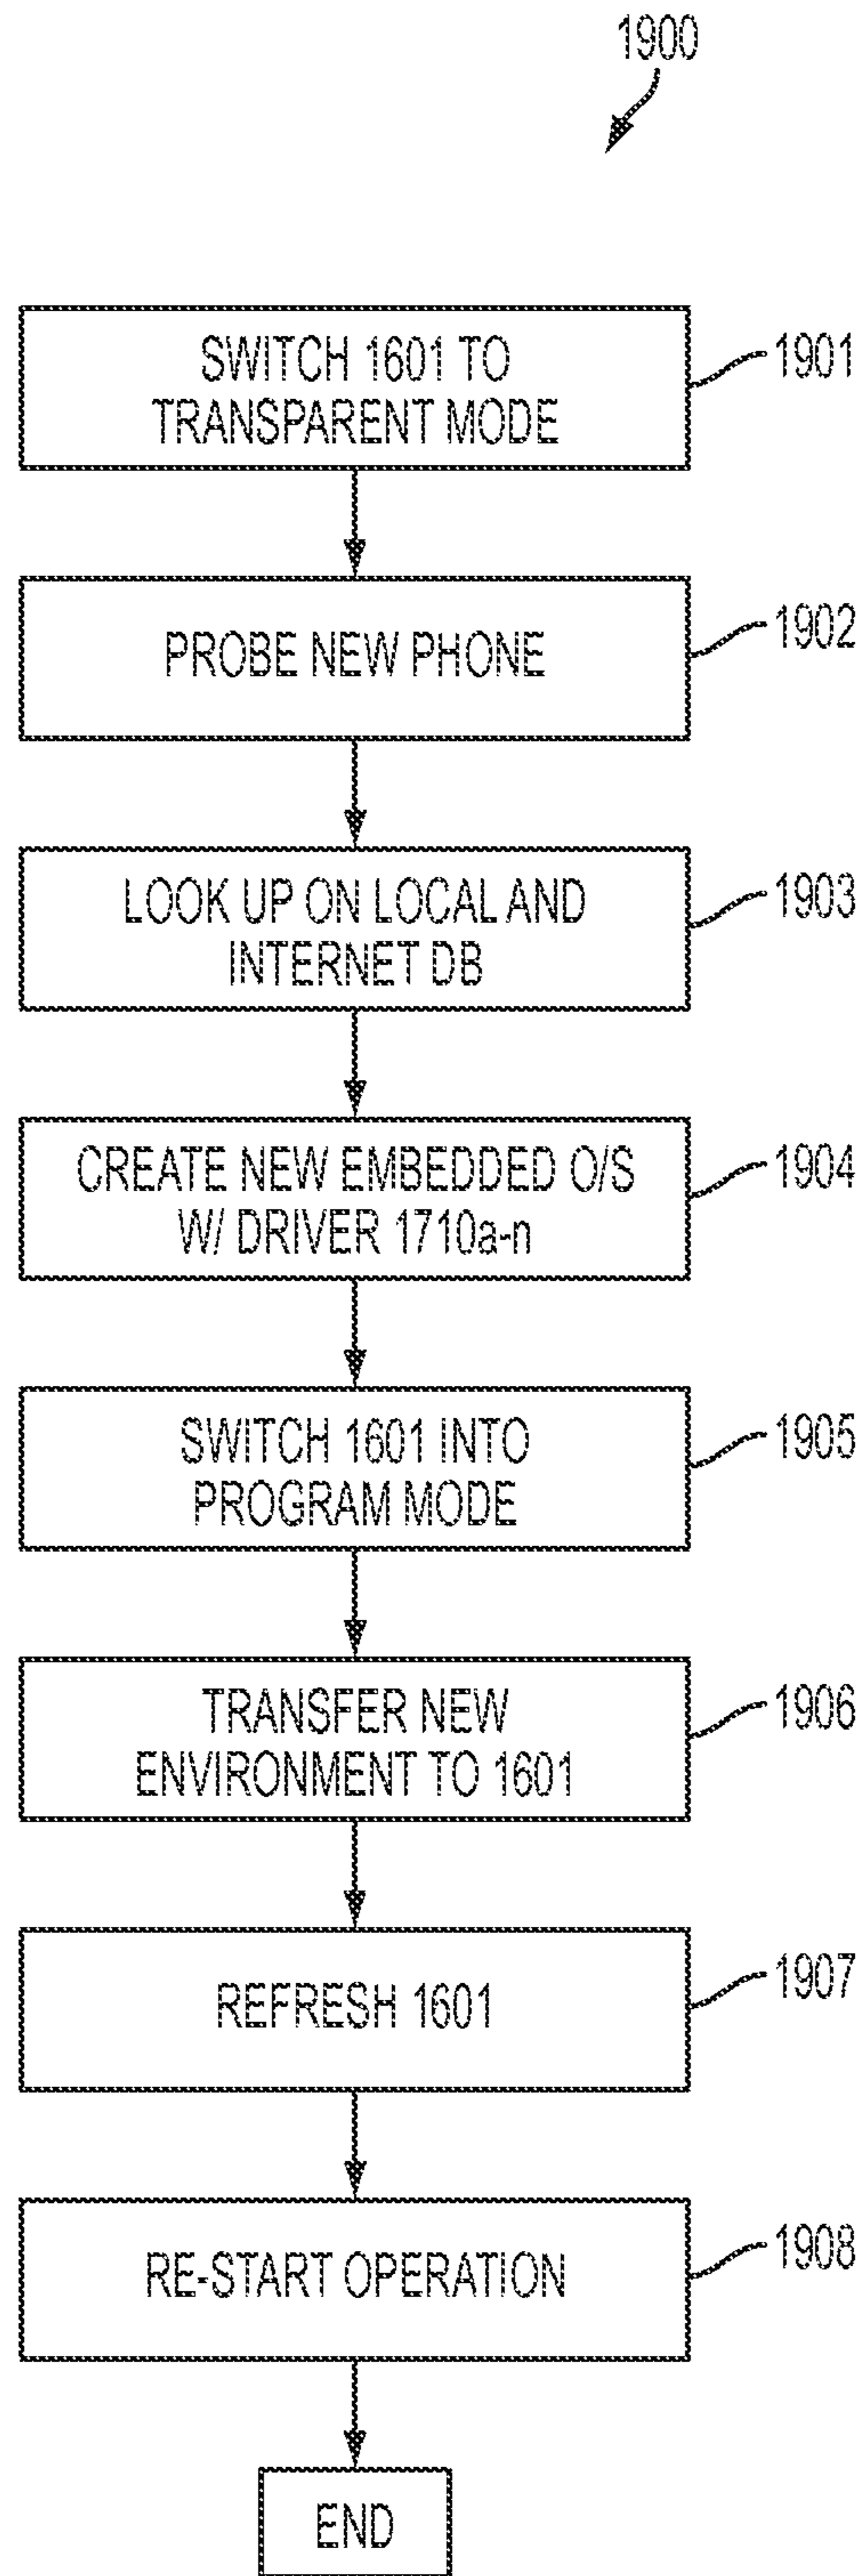 1900
SWITCH 1601 TO
TRANSPARENT MODE
1901
PROBE NEW PHONE
1902
LOOK UP ON LOCAL AND
INTERNET DB
1903
CREATE NEW EMBEDDED O/S
W/ DRIVER 1710a-n
1904
SWITCH 1601 INTO
PROGRAM MODE
1905
TRANSFER NEW
ENVIRONMENT TO 1601
1906
REFRESH 1601
1907
RE-START OPERATION
1908
END